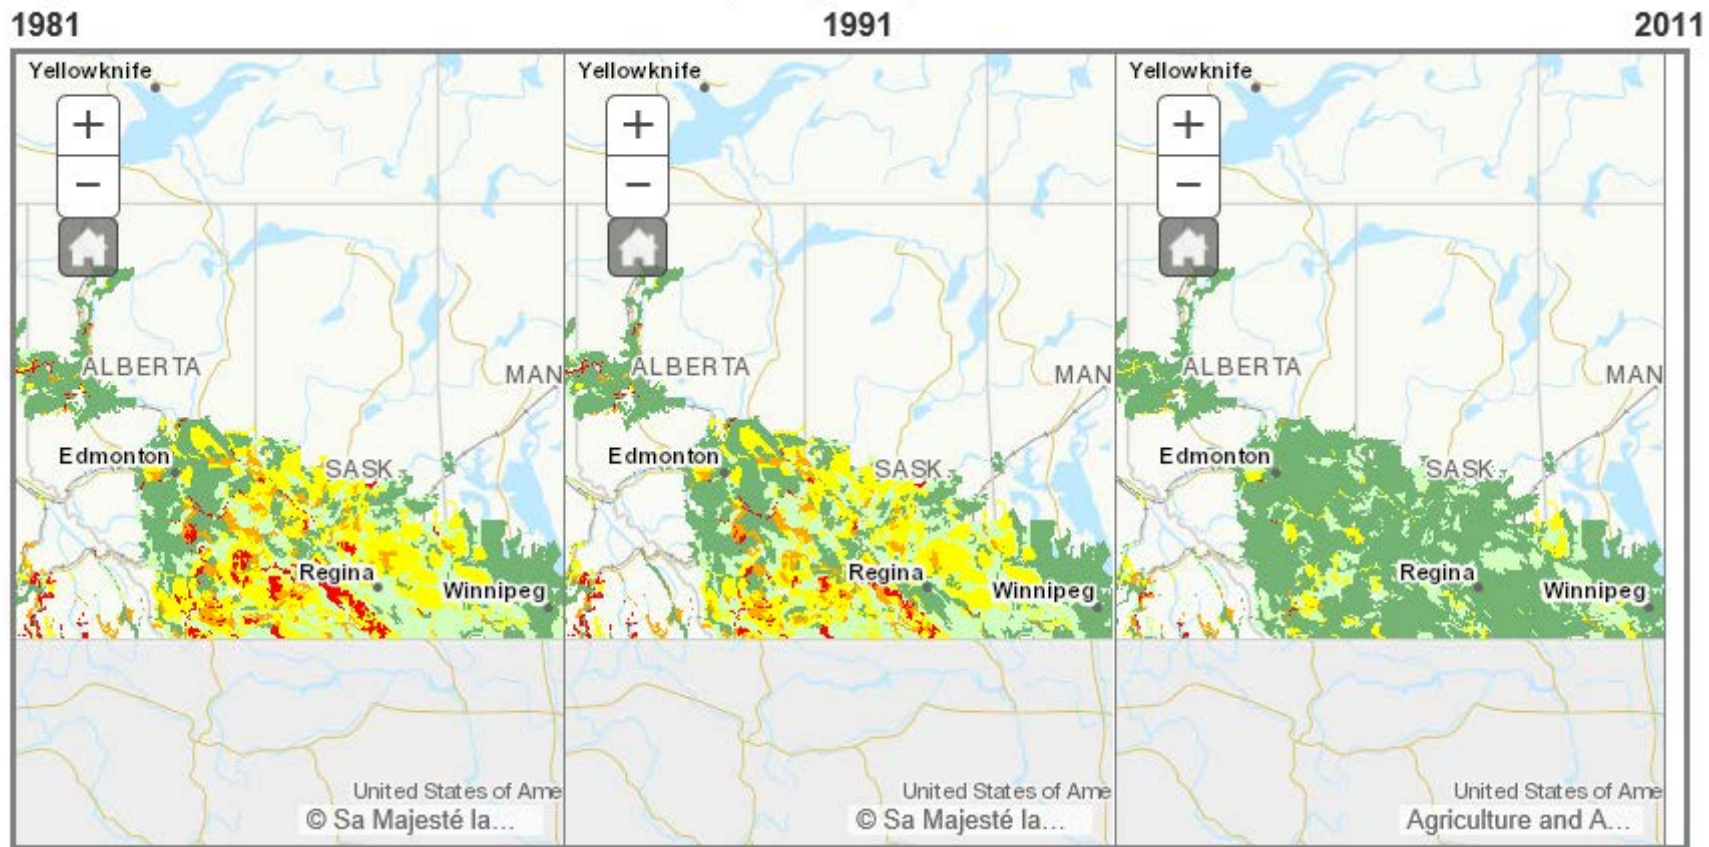 1981 1991 2011
Yellowknife
+
−
ALBERTA
MAN
Edmonton
SASK
Regina
Winnipeg
United States of Ame
© Sa Majesté la...
Yellowknife
+
−
ALBERTA
MAN
Edmonton
SASK
Regina
Winnipeg
United States of Ame
© Sa Majesté la...
Yellowknife
+
−
ALBERTA
MAN
Edmonton
SASK
Regina
Winnipeg
United States of Ame
Agriculture and A...